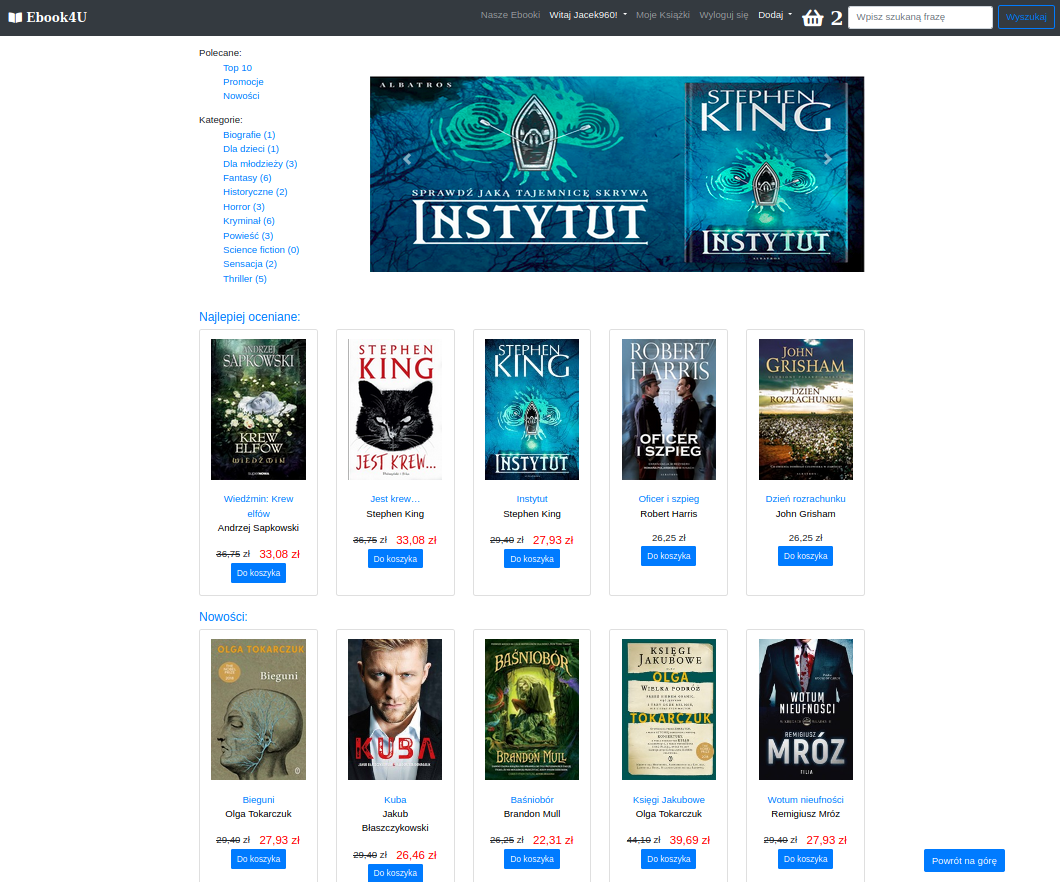 Ebook4U
Nasze Ebooki Witaj Jacek960! Moje Książki Wyloguj się Dodaj 2 Wpisz szukaną frazę Wyszukaj
Polecane:
Top 10
Promocje
Nowości
Kategorie:
Biografie (1)
Dla dzieci (1)
Dla młodzieży (3)
Fantasy (6)
Historyczne (2)
Horror (3)
Kryminał (6)
Powieść (3)
Science fiction (0)
Sensacja (2)
Thriller (5)
ALBATROS
SPRAWDŹ JAKĄ TAJEMNICĘ SKRYWA
INSTYTUT
STEPHEN
KING
INSTYTUT
Najlepiej oceniane:
ANDRZEJ
SAPKOWSKI
KREW
ELFÓW
WIEDŹMIN
Wiedźmin: Krew
elfów
Andrzej Sapkowski
36,75 zł 33,08 zł
Do koszyka
STEPHEN
KING
JEST KREW...
Jest krew…
Stephen King
36,75 zł 33,08 zł
Do koszyka
STEPHEN
KING
INSTYTUT
Instytut
Stephen King
29,40 zł 27,93 zł
Do koszyka
ROBERT
HARRIS
OFICER
I SZPIEG
Oficer i szpieg
Robert Harris
26,25 zł
Do koszyka
JOHN
GRISHAM
DZIEŃ
ROZRACHUNKU
Dzień rozrachunku
John Grisham
26,25 zł
Do koszyka
Nowości:
OLGA TOKARCZUK
Bieguni
Bieguni
Olga Tokarczuk
29,40 zł 27,93 zł
Do koszyka
KUBA
Kuba
Jakub
Błaszczykowski
29,40 zł 26,46 zł
Do koszyka
BAŚNIOBÓR
BRANDON MULL
Baśniobór
Brandon Mull
26,25 zł 22,31 zł
Do koszyka
KSIĘGI
JAKUBOWE
OLGA
WIELKA PODRÓŻ
TOKARCZUK
Księgi Jakubowe
Olga Tokarczuk
44,10 zł 39,69 zł
Do koszyka
WOTUM
NIEUFNOŚCI
REMIGIUSZ
MRÓZ
FILIA
Wotum nieufności
Remigiusz Mróz
29,40 zł 27,93 zł
Do koszyka
Powrót na górę